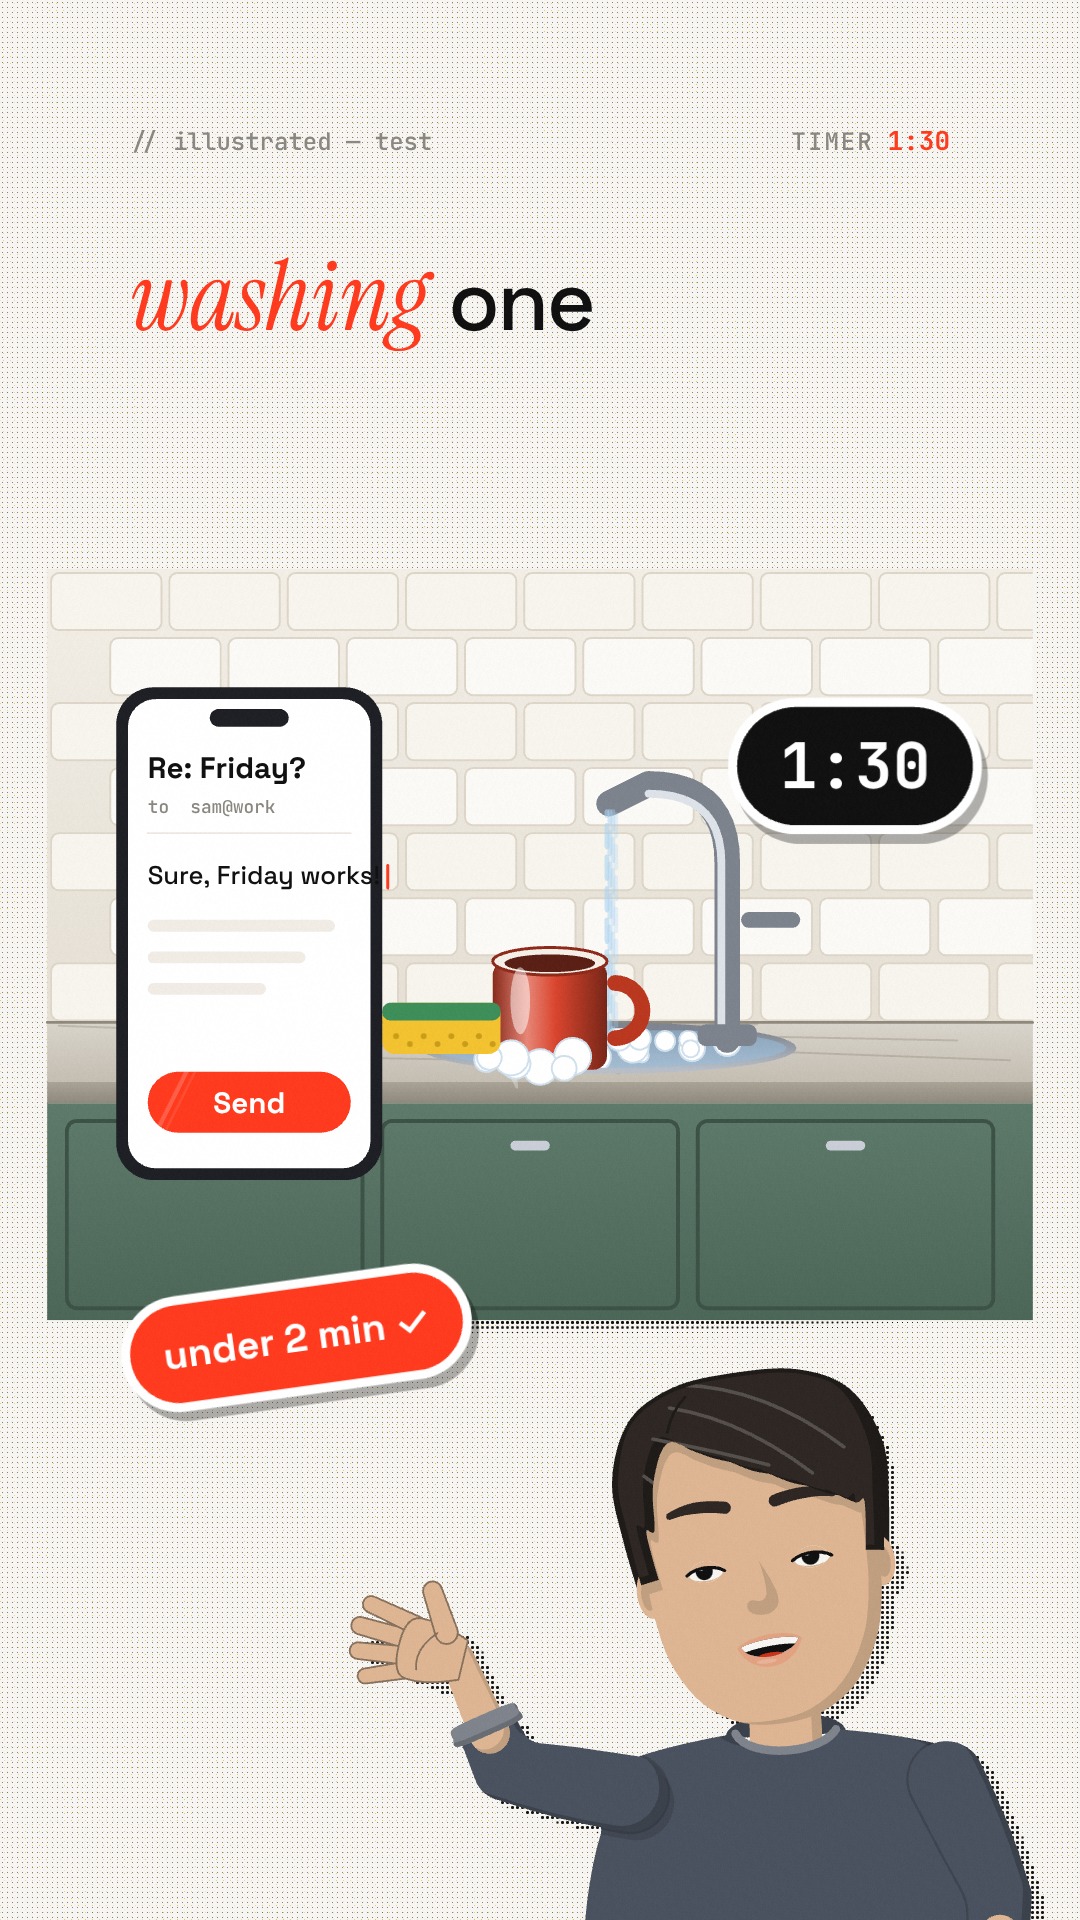 // illustrated — test
TIMER 1:30
washing one
1:30
Re: Friday?
to sam@work
Sure, Friday works!
Send
under 2 min ✓